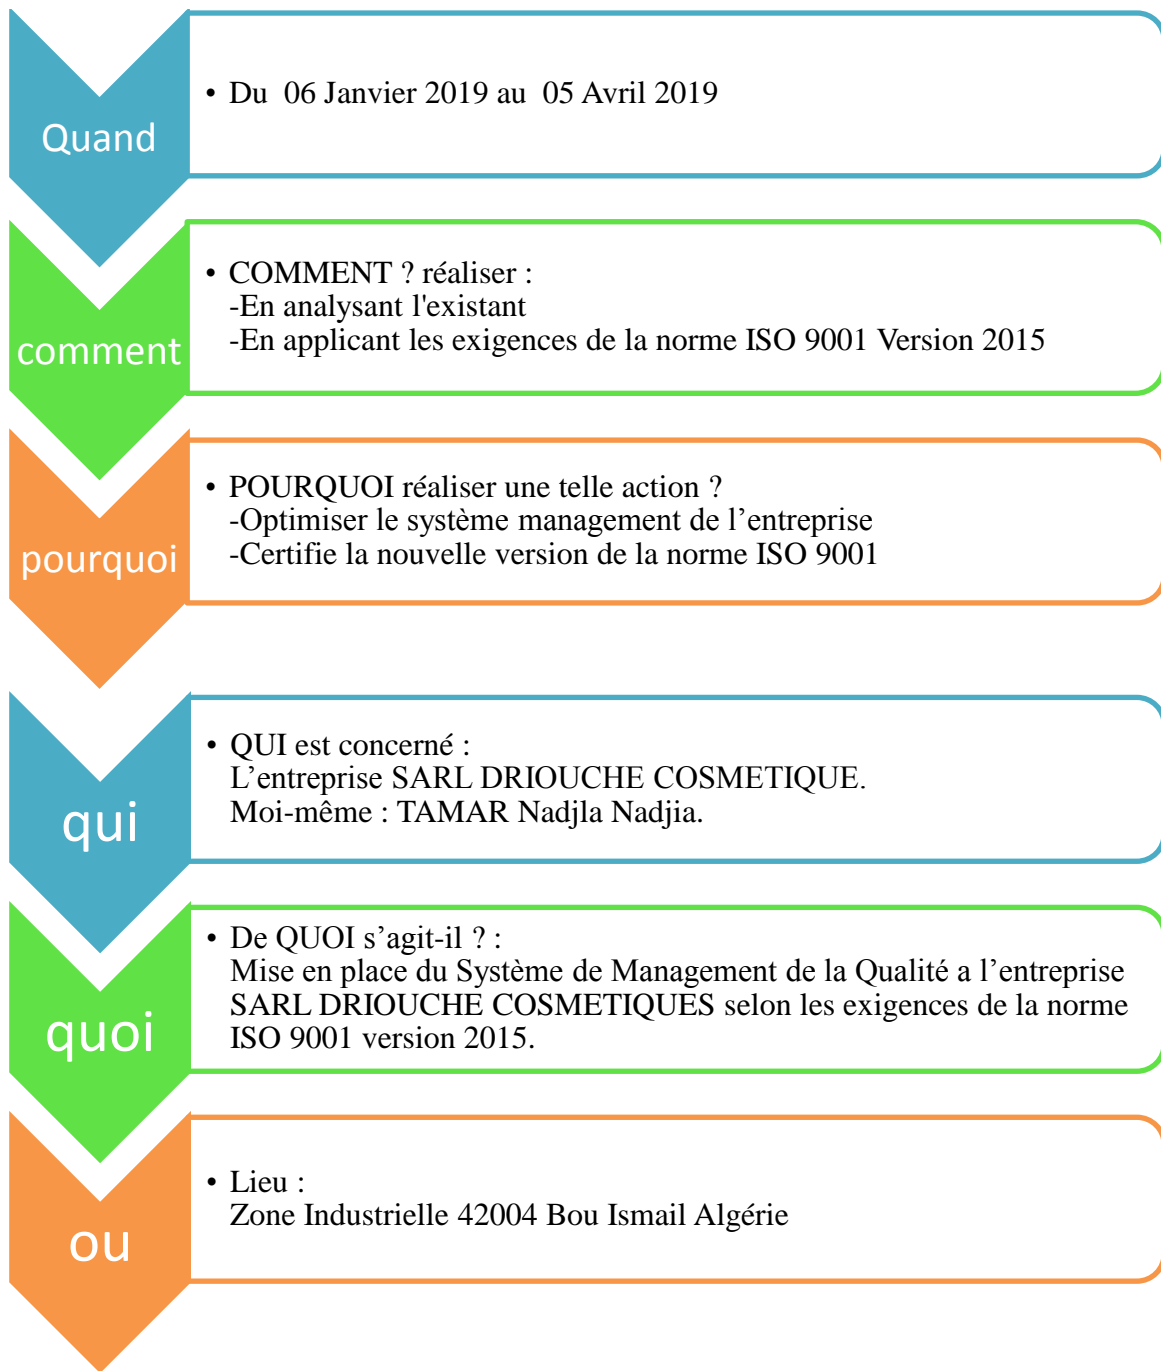 Quand
• Du  06 Janvier 2019 au  05 Avril 2019
comment
• COMMENT ? réaliser :
-En analysant l'existant
-En applicant les exigences de la norme ISO 9001 Version 2015
pourquoi
• POURQUOI réaliser une telle action ?
-Optimiser le système management de l’entreprise
-Certifie la nouvelle version de la norme ISO 9001
qui
• QUI est concerné :
L’entreprise SARL DRIOUCHE COSMETIQUE.
Moi-même : TAMAR Nadjla Nadjia.
quoi
• De QUOI s’agit-il ? :
Mise en place du Système de Management de la Qualité a l’entreprise
SARL DRIOUCHE COSMETIQUES selon les exigences de la norme
ISO 9001 version 2015.
ou
• Lieu :
Zone Industrielle 42004 Bou Ismail Algérie